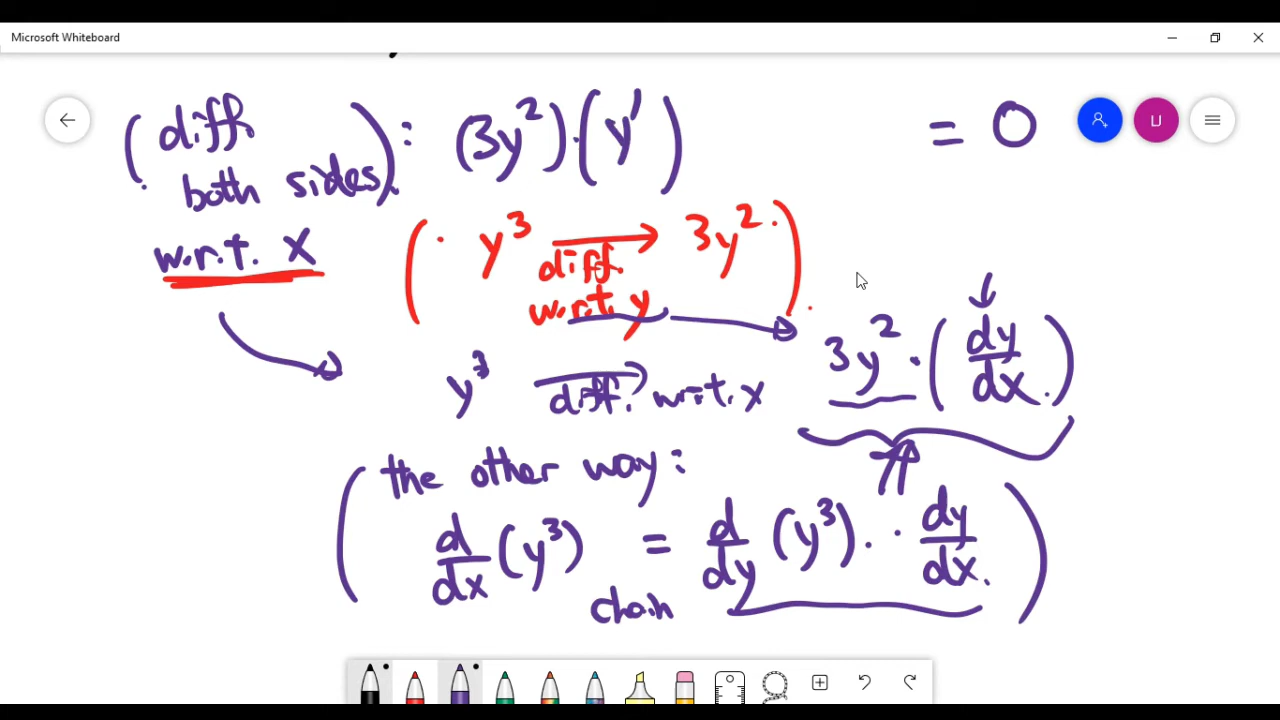 Microsoft Whiteboard
( diff both sides ) : (3y²)·(y′) = 0
w.r.t. x
( · y³ ⟶ 3y² · ) .
diff.
w.r.t. y
3y² · ( dy/dx . )
y³ ⟶ diff. w.r.t. x
( the other way:
d/dx (y³) = d/dy (y³) . · dy/dx . )
chain
U